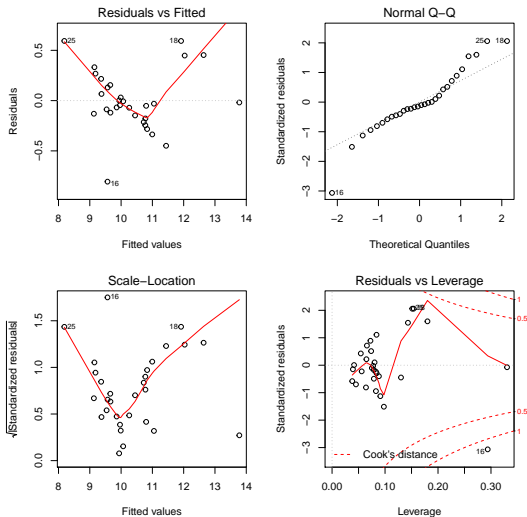 Residuals vs Fitted
Residuals
0.5
0.0
−0.5
25
18
16
8 9 10 11 12 13 14
Fitted values
Normal Q−Q
Standardized residuals
2
1
0
−1
−2
−3
25
18
16
−2 −1 0 1 2
Theoretical Quantiles
Scale−Location
√|Standardized residuals|
1.5
1.0
0.5
0.0
16
25
18
8 9 10 11 12 13 14
Fitted values
Residuals vs Leverage
Standardized residuals
2
1
0
−1
−2
−3
1
0.5
0.5
1
16
Cook's distance
0.00 0.10 0.20 0.30
Leverage